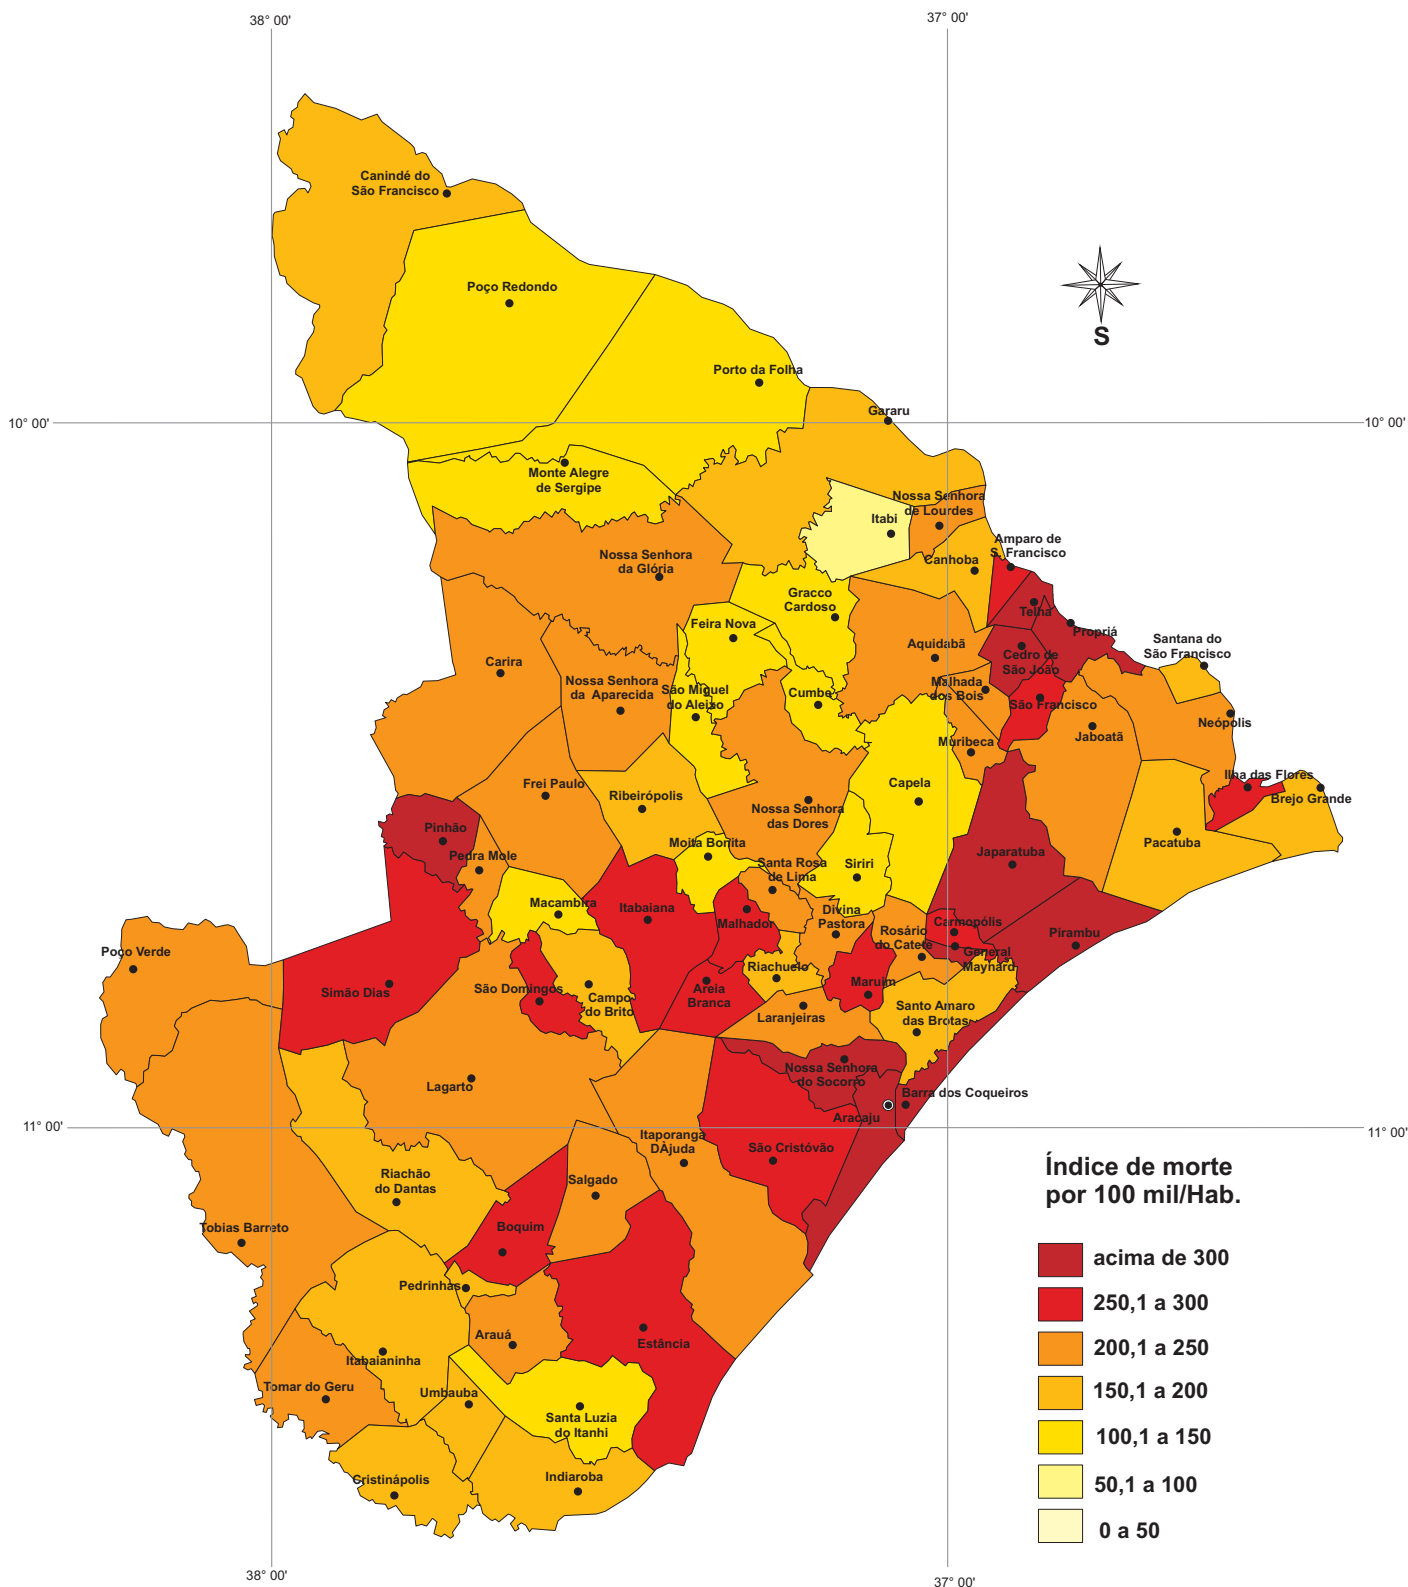 38° 00'
37° 00'
Canindé do
São Francisco
Poço Redondo
S
Porto da Folha
Gararu
10° 00'
10° 00'
Monte Alegre
de Sergipe
Nossa Senhora
de Lourdes
Itabi
Amparo de
S. Francisco
Nossa Senhora
da Glória
Canhoba
Gracco
Cardoso
Telha
Feira Nova
Propriá
Santana do
São Francisco
Aquidabã
Cedro de
São João
Carira
Nossa Senhora
da Aparecida
São Miguel
do Aleixo
Cumbe
Malhada
dos Bois
São Francisco
Neópolis
Jaboatã
Muribeca
Frei Paulo
Ribeirópolis
Capela
Ilha das Flores
Brejo Grande
Nossa Senhora
das Dores
Pinhão
Pedra Mole
Moita Bonita
Santa Rosa
de Lima
Siriri
Japaratuba
Pacatuba
Macambira
Itabaiana
Malhador
Divina
Pastora
Rosário
do Catete
Carmopólis
General
Maynard
Pirambu
Poço Verde
Simão Dias
São Domingos
Campo
do Brito
Areia
Branca
Riachuelo
Maruim
Laranjeiras
Santo Amaro
das Brotas
Lagarto
Nossa Senhora
do Socorro
Barra dos Coqueiros
Aracaju
11° 00'
11° 00'
Itaporanga
DÀjuda
São Cristóvão
Riachão
do Dantas
Salgado
Tobias Barreto
Boquim
Pedrinhas
Arauá
Estância
Itabaianinha
Tomar do Geru
Umbauba
Santa Luzia
do Itanhi
Cristinápolis
Indiaroba
Índice de morte
por 100 mil/Hab.
acima de 300
250,1 a 300
200,1 a 250
150,1 a 200
100,1 a 150
50,1 a 100
0 a 50
38° 00'
37° 00'